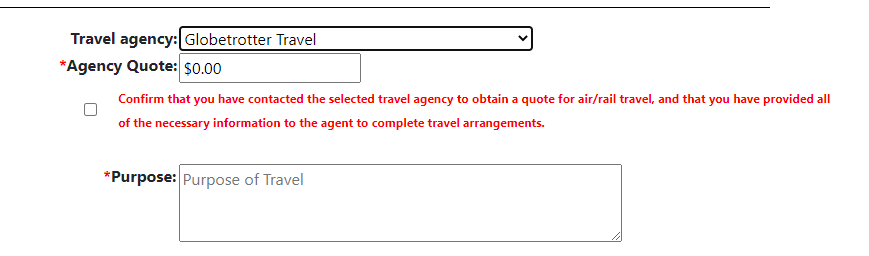 Travel agency: Globetrotter Travel
*Agency Quote: $0.00
Confirm that you have contacted the selected travel agency to obtain a quote for air/rail travel, and that you have provided all
of the necessary information to the agent to complete travel arrangements.
*Purpose: Purpose of Travel